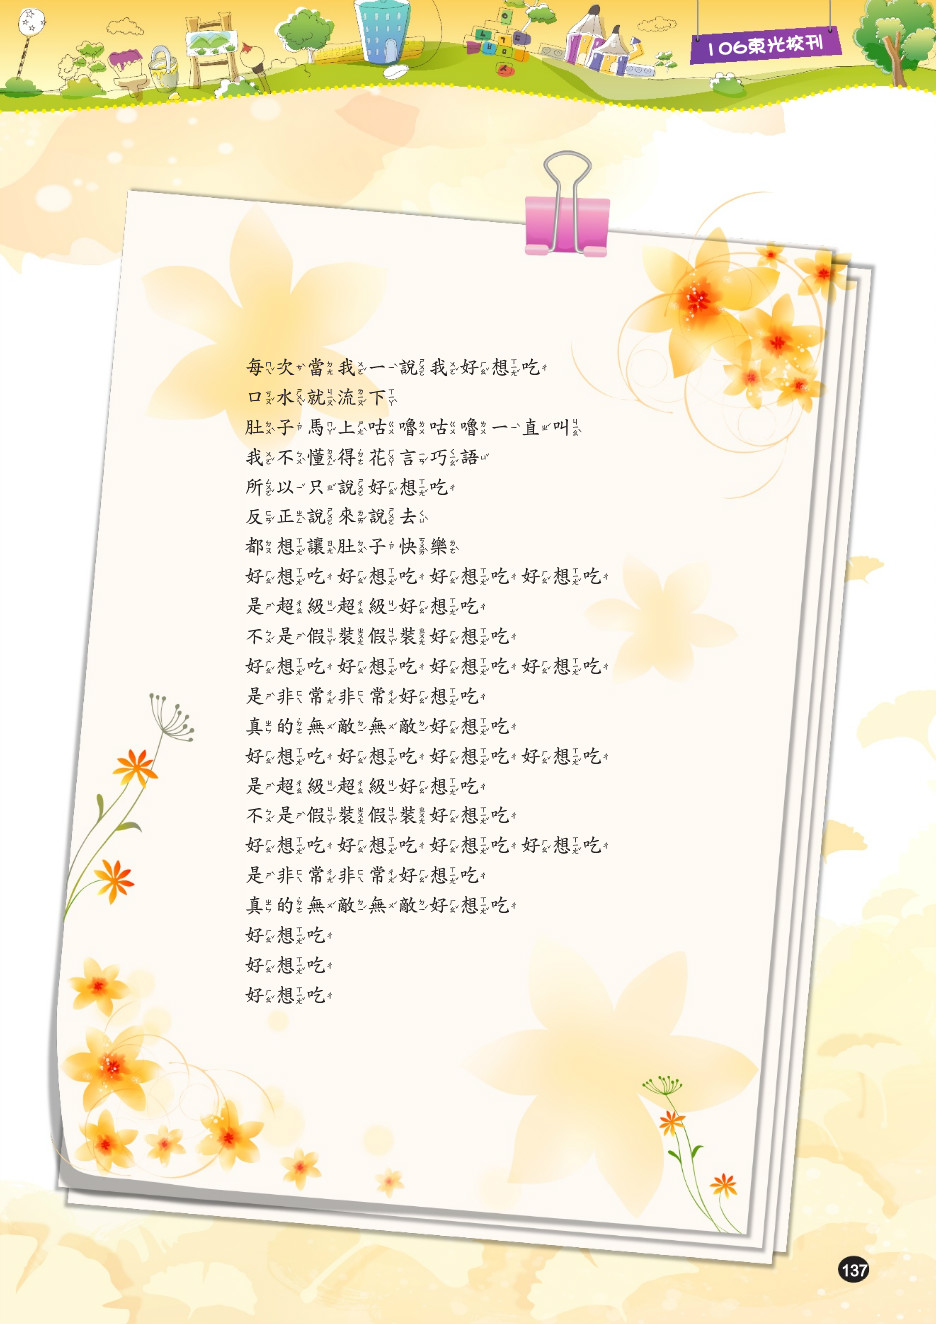 106東光校刊
每次當我一說我好想吃
口水就流下
肚子馬上咕嚕咕嚕一直叫
我不懂得花言巧語
所以只說好想吃
反正說來說去
都想讓肚子快樂
好想吃好想吃好想吃好想吃
是超級超級好想吃
不是假裝假裝好想吃
好想吃好想吃好想吃好想吃
是非常非常好想吃
真的無敵無敵好想吃
好想吃好想吃好想吃好想吃
是超級超級好想吃
不是假裝假裝好想吃
好想吃好想吃好想吃好想吃
是非常非常好想吃
真的無敵無敵好想吃
好想吃
好想吃
好想吃
137